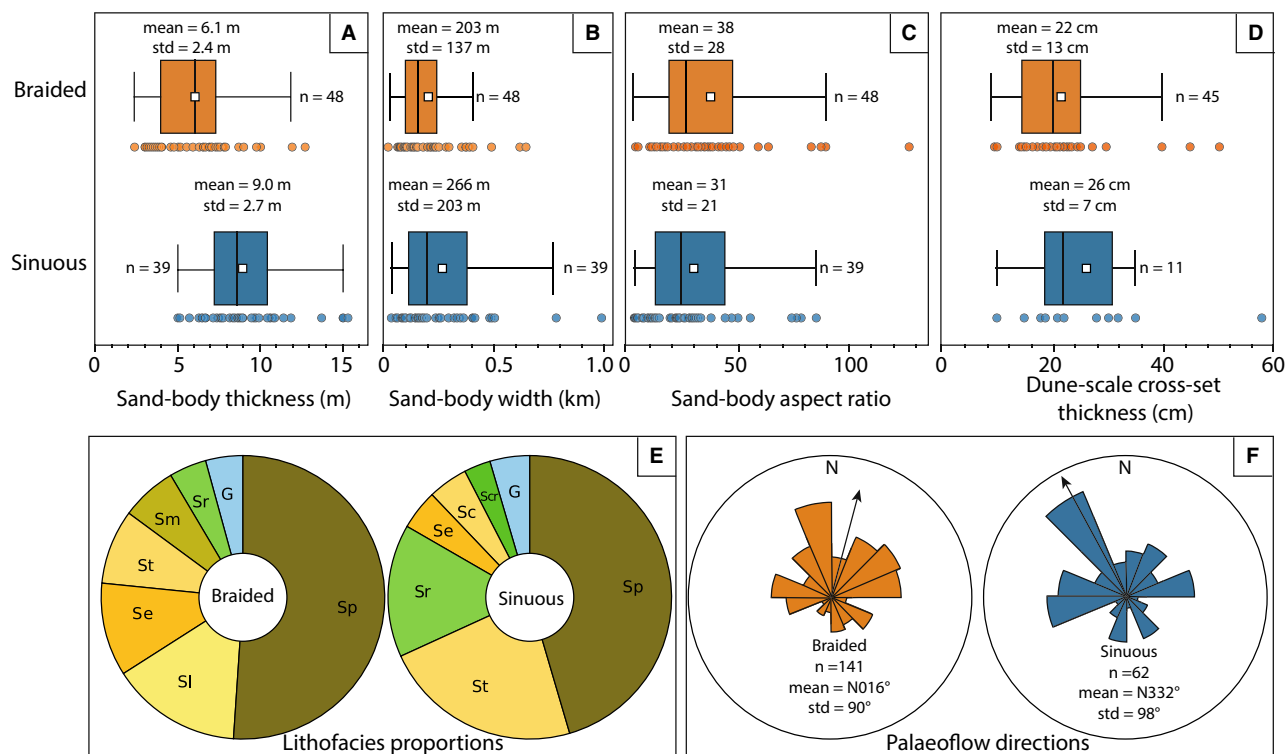 mean = 6.1 m
std = 2.4 m
A
mean = 203 m
std = 137 m
B
mean = 38
std = 28
C
mean = 22 cm
std = 13 cm
D
Braided
n = 48
n = 48
n = 48
n = 45
mean = 9.0 m
std = 2.7 m
mean = 266 m
std = 203 m
mean = 31
std = 21
mean = 26 cm
std = 7 cm
Sinuous
n = 39
n = 39
n = 39
n = 11
0 5 10 15
0 0.5 1.0
0 50 100
0 20 40 60
Sand-body thickness (m)
Sand-body width (km)
Sand-body aspect ratio
Dune-scale cross-set
thickness (cm)
E
G
Sr
Sm
St
Se
Sl
Sp
Braided
G
Scr
Sc
Se
Sr
St
Sp
Sinuous
Lithofacies proportions
F
N
Braided
n =141
mean = N016°
std = 90°
N
Sinuous
n =62
mean = N332°
std = 98°
Palaeoflow directions